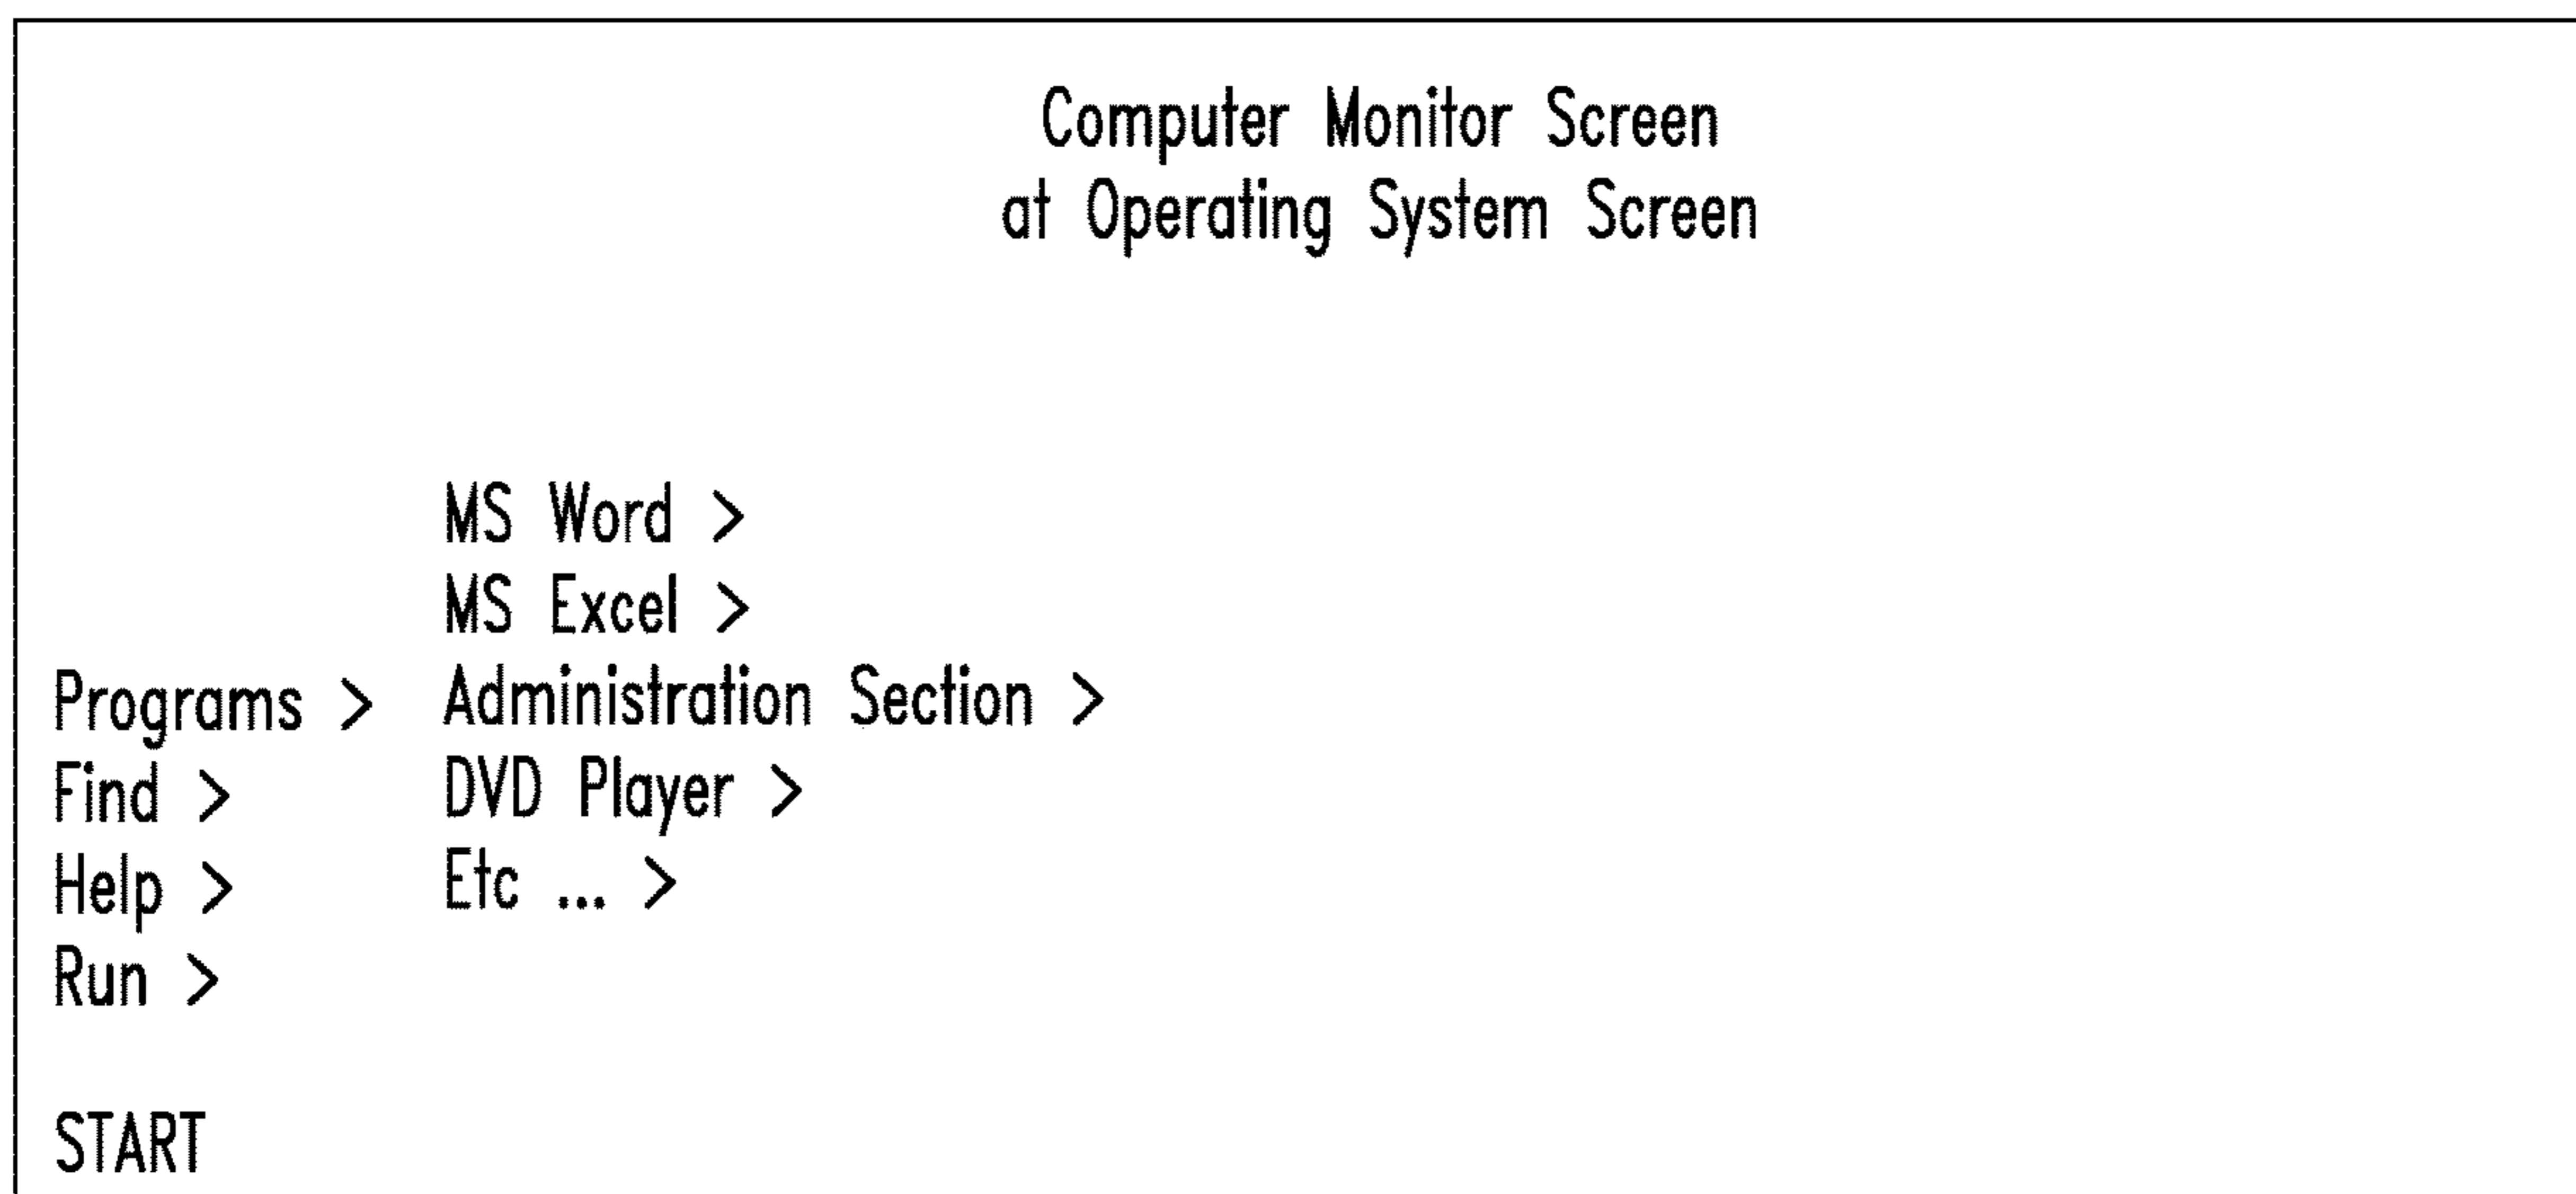 Computer Monitor Screen
at Operating System Screen
MS Word >
MS Excel >
Programs > Administration Section >
Find > DVD Player >
Help > Etc ... >
Run >
START